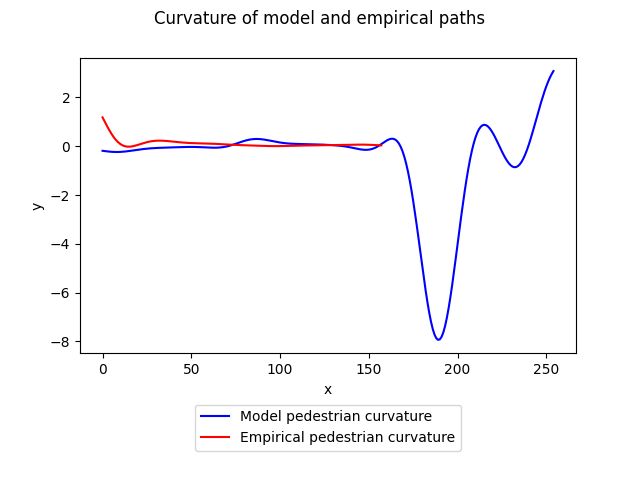 Curvature of model and empirical paths
2
0
−2
−4
−6
−8
y
0 50 100 150 200 250
x
Model pedestrian curvature
Empirical pedestrian curvature